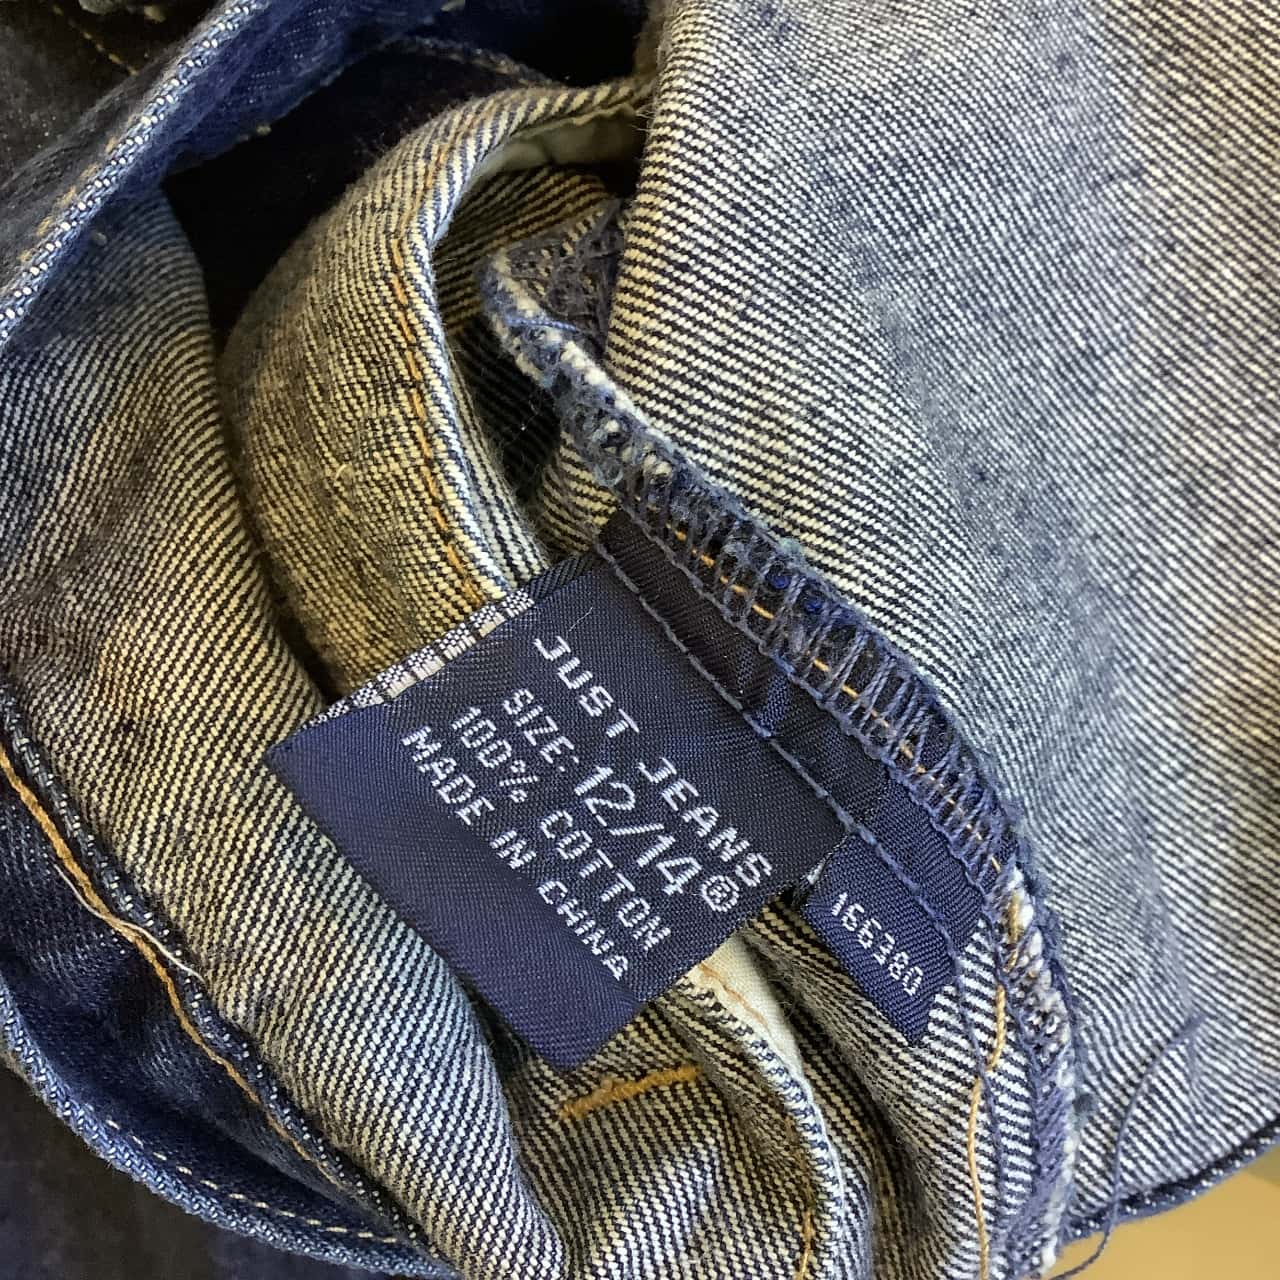 JUST JEANS®
SIZE: 12/14
100% COTTON
MADE IN CHINA
166380